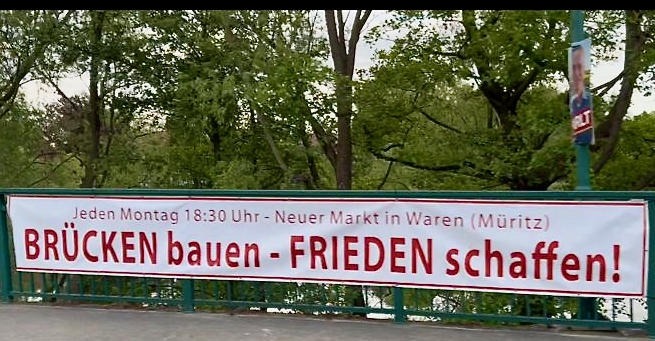 Jeden Montag 18:30 Uhr - Neuer Markt in Waren (Müritz)
BRÜCKEN bauen - FRIEDEN schaffen!